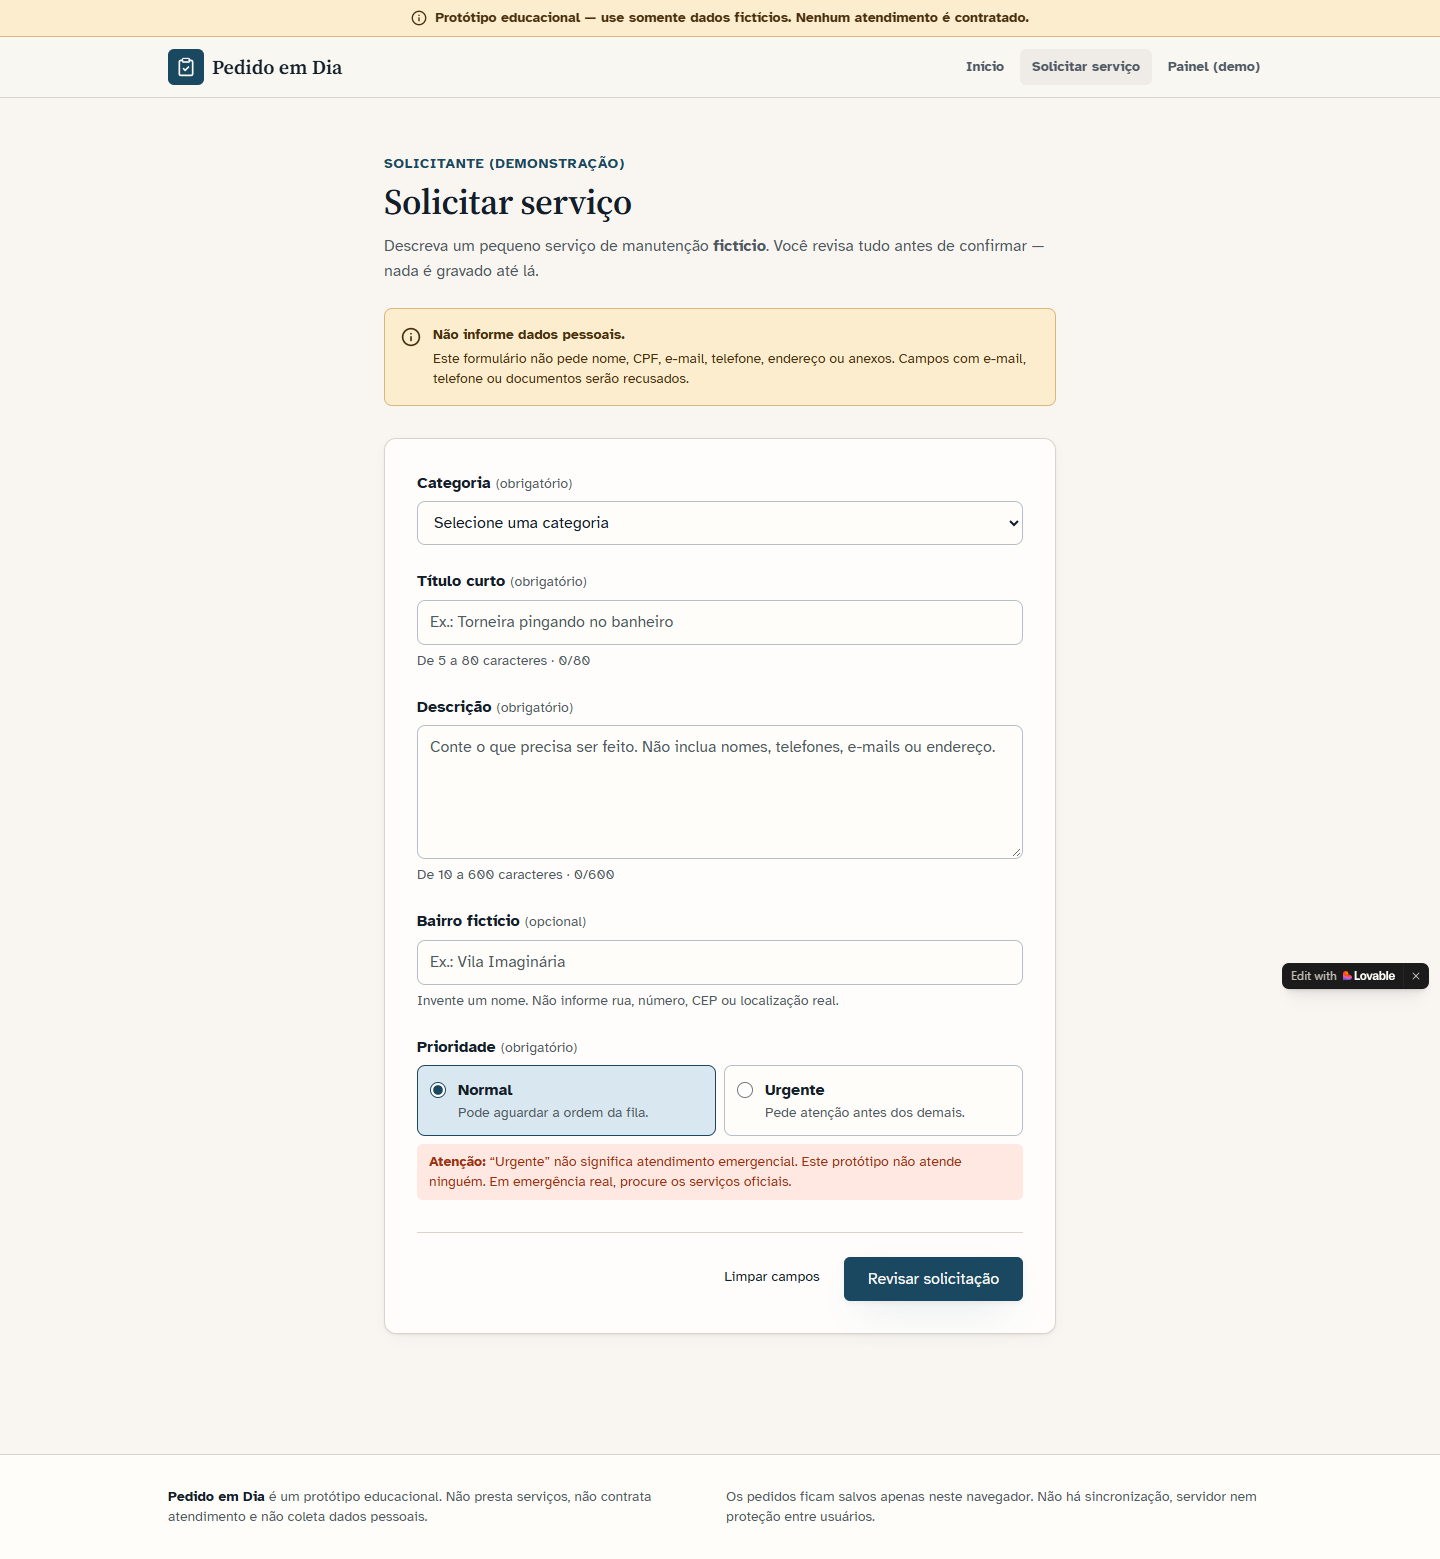 Protótipo educacional — use somente dados fictícios. Nenhum atendimento é contratado.
Pedido em Dia
Início
Solicitar serviço
Painel (demo)
SOLICITANTE (DEMONSTRAÇÃO)
Solicitar serviço
Descreva um pequeno serviço de manutenção fictício. Você revisa tudo antes de confirmar —
nada é gravado até lá.
Não informe dados pessoais.
Este formulário não pede nome, CPF, e-mail, telefone, endereço ou anexos. Campos com e-mail,
telefone ou documentos serão recusados.
Categoria (obrigatório)
Selecione uma categoria
Título curto (obrigatório)
Ex.: Torneira pingando no banheiro
De 5 a 80 caracteres · 0/80
Descrição (obrigatório)
Conte o que precisa ser feito. Não inclua nomes, telefones, e-mails ou endereço.
De 10 a 600 caracteres · 0/600
Bairro fictício (opcional)
Ex.: Vila Imaginária
Invente um nome. Não informe rua, número, CEP ou localização real.
Prioridade (obrigatório)
Normal
Pode aguardar a ordem da fila.
Urgente
Pede atenção antes dos demais.
Atenção: “Urgente” não significa atendimento emergencial. Este protótipo não atende
ninguém. Em emergência real, procure os serviços oficiais.
Limpar campos
Revisar solicitação
Edit with Lovable
Pedido em Dia é um protótipo educacional. Não presta serviços, não contrata
atendimento e não coleta dados pessoais.
Os pedidos ficam salvos apenas neste navegador. Não há sincronização, servidor nem
proteção entre usuários.